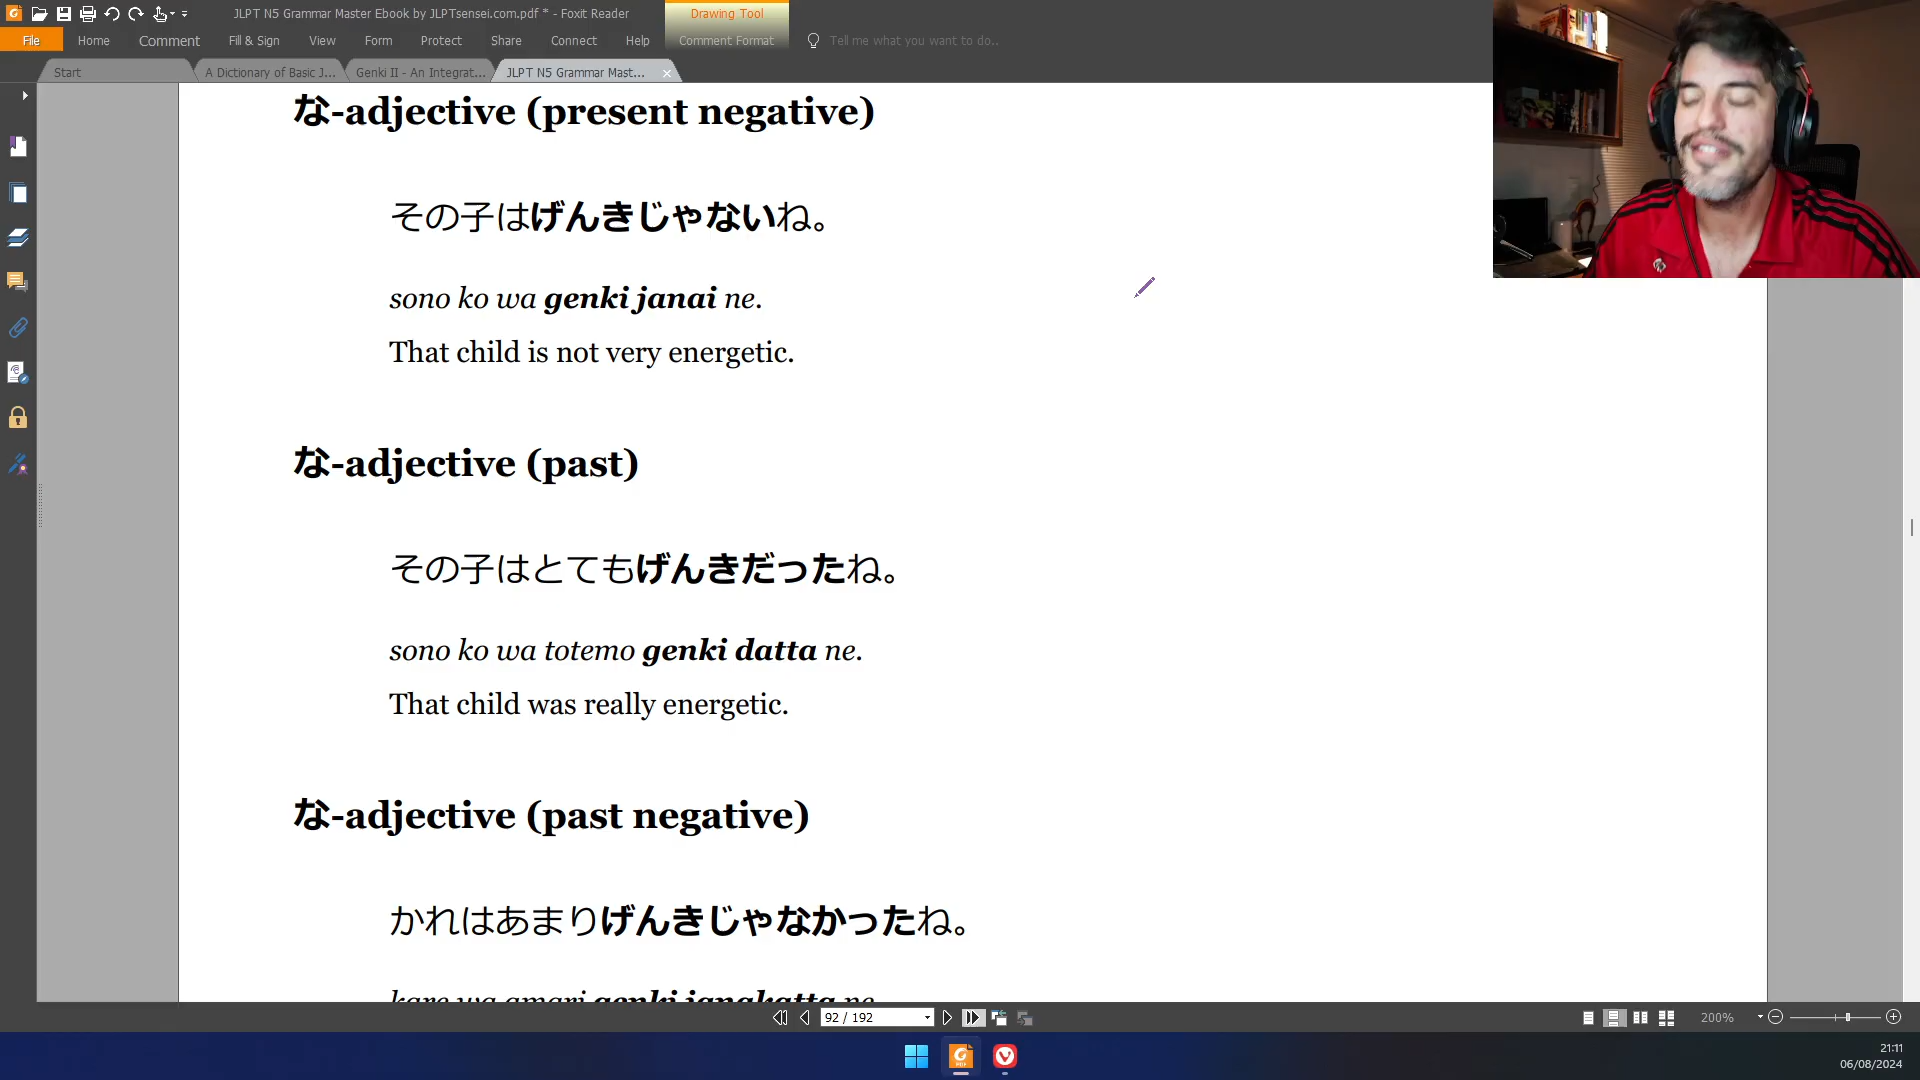 JLPT N5 Grammar Master Ebook by JLPTsensei.com.pdf * - Foxit Reader
Drawing Tool
File
Home
Comment
Fill & Sign
View
Form
Protect
Share
Connect
Help
Comment Format
Tell me what you want to do..
Start
A Dictionary of Basic J...
Genki II - An Integrat...
JLPT N5 Grammar Mast...
な-adjective (present negative)
その子はげんきじゃないね。
sono ko wa genki janai ne.
That child is not very energetic.
な-adjective (past)
その子はとてもげんきだったね。
sono ko wa totemo genki datta ne.
That child was really energetic.
な-adjective (past negative)
かれはあまりげんきじゃなかったね。
kare wa amari genki janakatta ne.
92 / 192
200%
21:11
06/08/2024